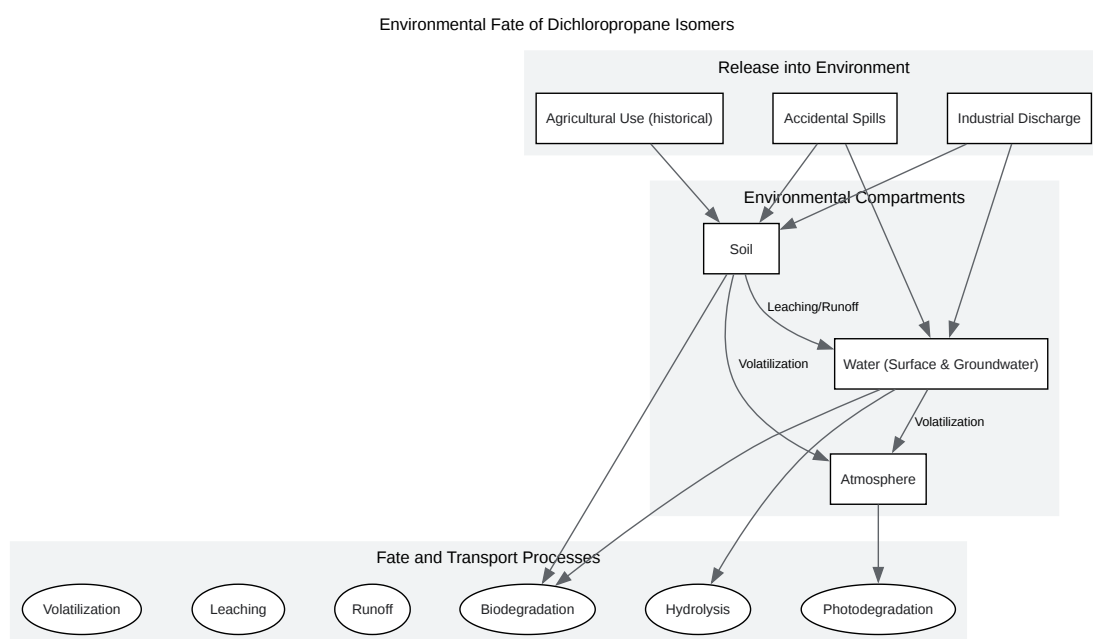 Environmental Fate of Dichloropropane Isomers
Release into Environment
Agricultural Use (historical)
Accidental Spills
Industrial Discharge
Environmental Compartments
Soil
Leaching/Runoff
Volatilization
Water (Surface & Groundwater)
Volatilization
Atmosphere
Fate and Transport Processes
Volatilization
Leaching
Runoff
Biodegradation
Hydrolysis
Photodegradation